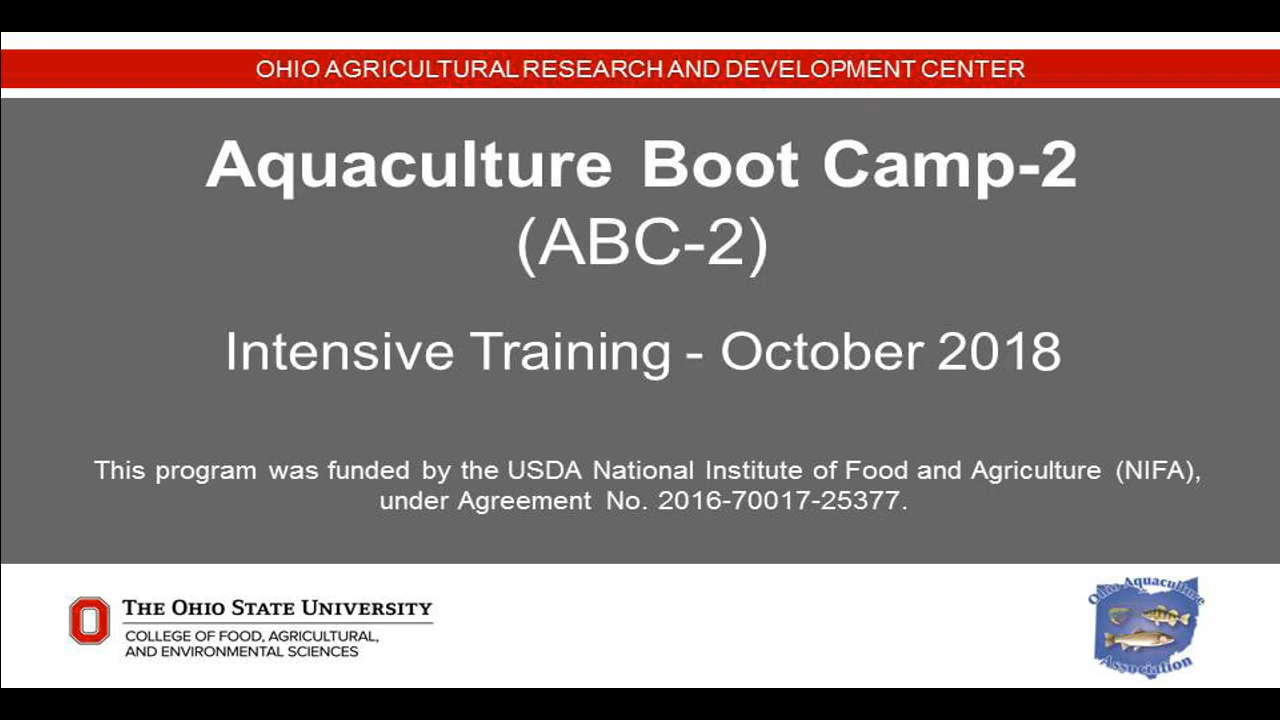 OHIO AGRICULTURAL RESEARCH AND DEVELOPMENT CENTER
Aquaculture Boot Camp-2
(ABC-2)
Intensive Training - October 2018
This program was funded by the USDA National Institute of Food and Agriculture (NIFA),
under Agreement No. 2016-70017-25377.
THE OHIO STATE UNIVERSITY
COLLEGE OF FOOD, AGRICULTURAL,
AND ENVIRONMENTAL SCIENCES
Ohio Aquaculture
Association